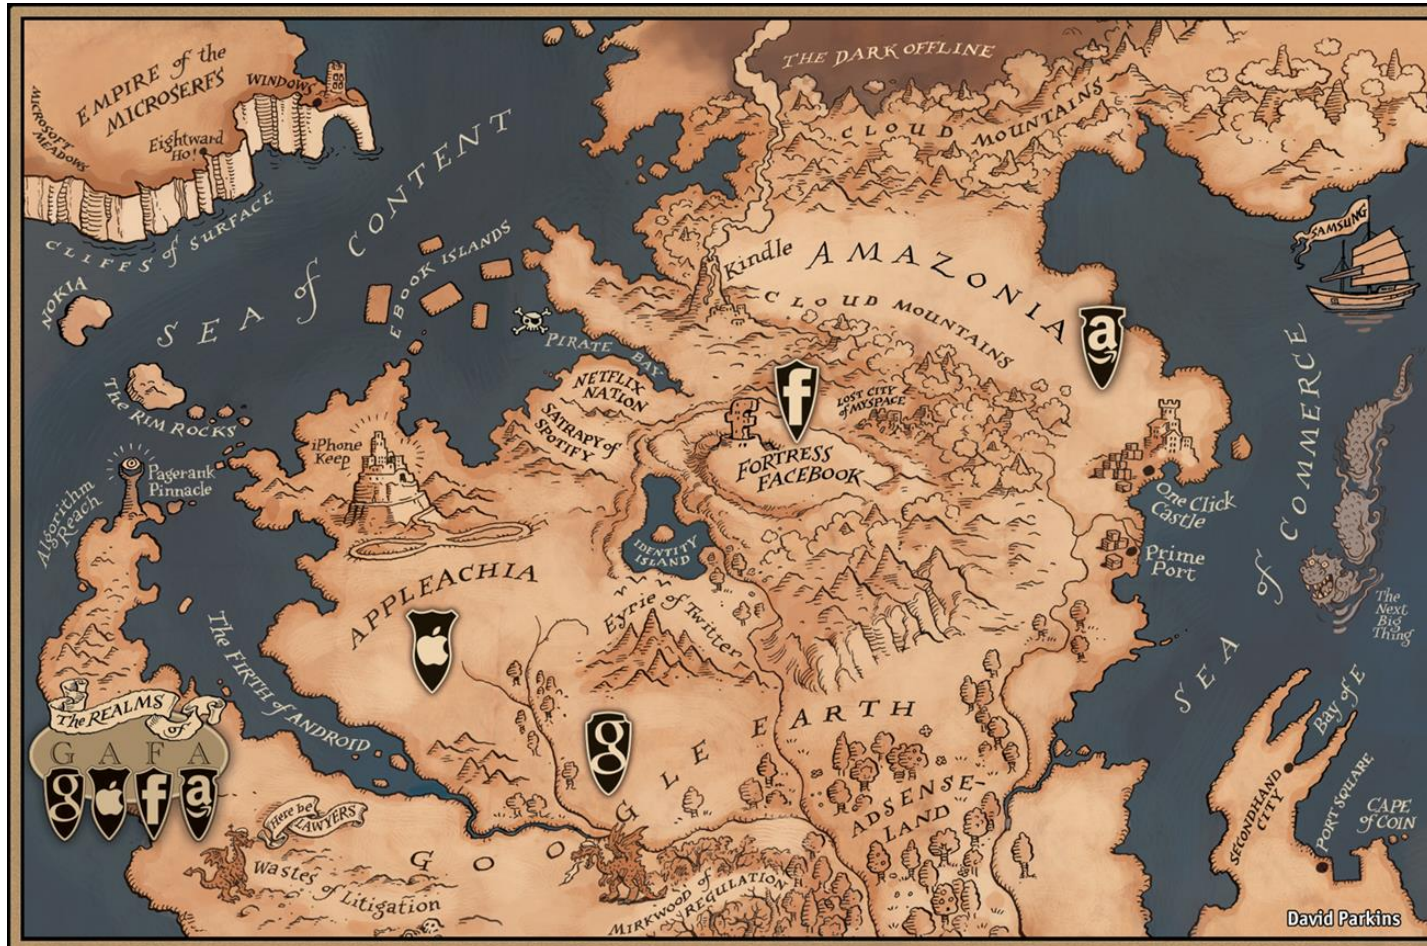 THE DARK OFFLINE
EMPIRE of the
MICROSERFS
WINDOWS
MICROSOFT
MEADOWS
Eightward
Ho!
CLIFFS of SURFACE
CLOUD MOUNTAINS
SEA of CONTENT
SAMSUNG
NOKIA
EBOOK ISLANDS
Kindle
AMAZONIA
CLOUD MOUNTAINS
a
PIRATE BAY
The RIM ROCKS
NETFLIX
NATION
SATRAPY of
SPOTIFY
f
LOST CITY
of MYSPACE
FORTRESS
FACEBOOK
iPhone
Keep
Pagerank
Pinnacle
Algorithm
Reach
One Click
Castle
Prime
Port
SEA of COMMERCE
The
Next
Big
Thing
IDENTITY
ISLAND
APPLEACHIA
Eyrie of Twitter
The FIRTH of ANDROID
g
GOOGLE EARTH
ADSENSE-
LAND
The REALMS
of
G A F A
g f a
Here be
LAWYERS
Wastes of Litigation
MIRKWOOD of
REGULATION
Bay of E
SECONDHAND
CITY
PORT SQUARE
CAPE
of COIN
David Parkins